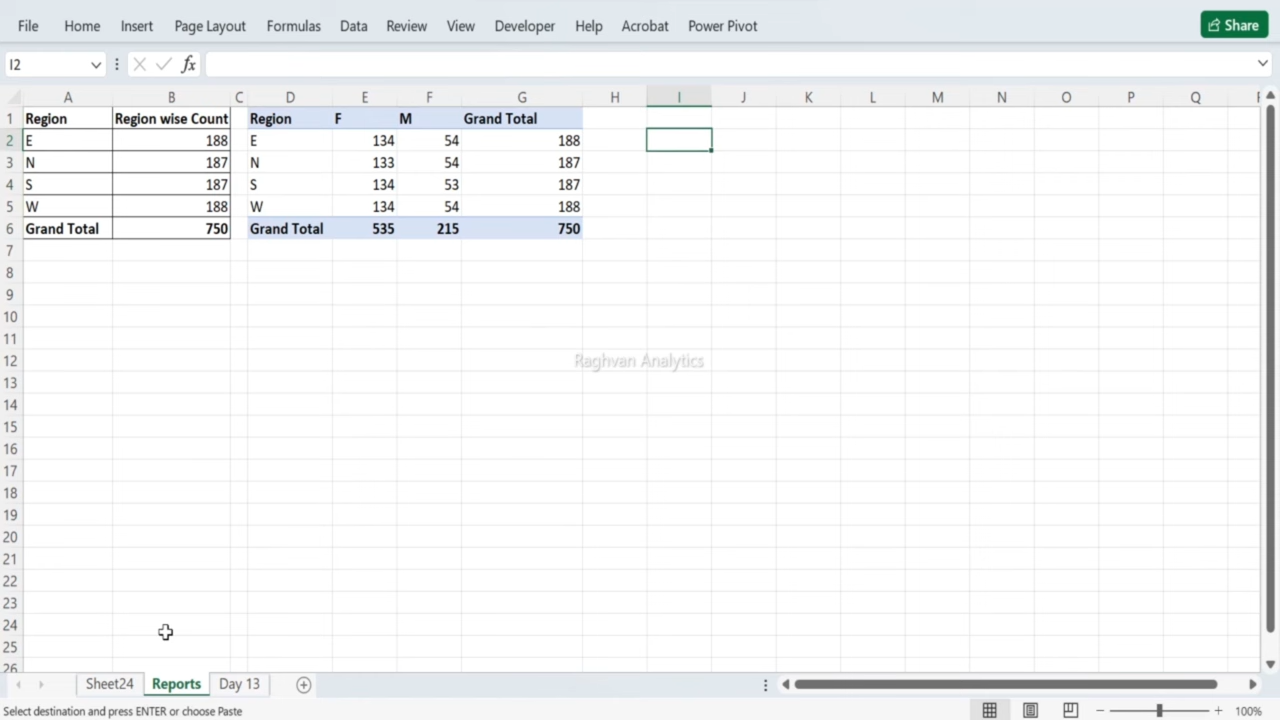 File Home Insert Page Layout Formulas Data Review View Developer Help Acrobat Power Pivot Share
I2 fx
A B C D E F G H I J K L M N O P Q
1 Region Region wise Count Region F M Grand Total
2 E 188 E 134 54 188
3 N 187 N 133 54 187
4 S 187 S 134 53 187
5 W 188 W 134 54 188
6 Grand Total 750 Grand Total 535 215 750
7
8
9
10
11
12 Raghvan Analytics
13
14
15
16
17
18
19
20
21
22
23
24
25
26
Sheet24 Reports Day 13
Select destination and press ENTER or choose Paste 100%